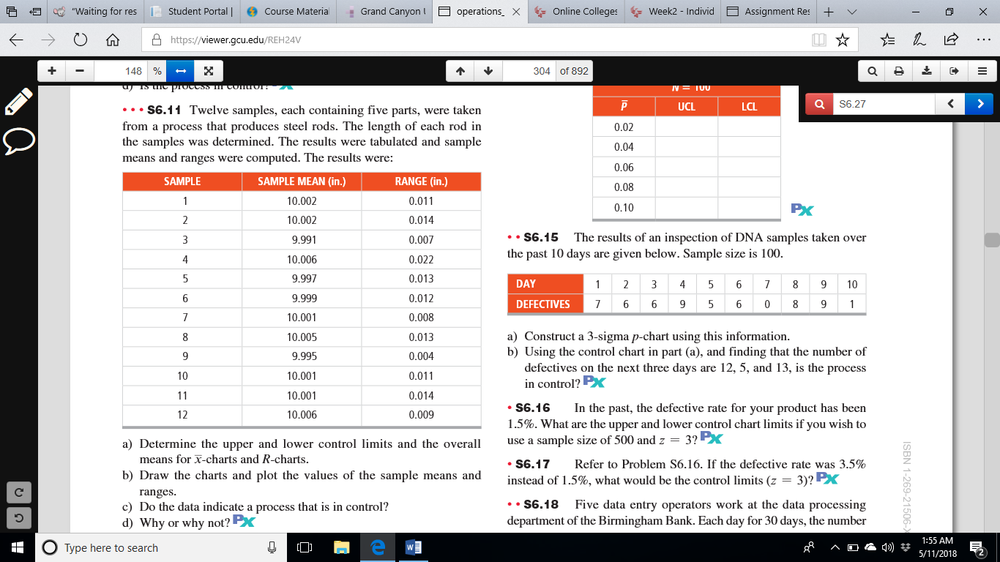 "Waiting for res
Student Portal |
Course Material
Grand Canyon U
operations_
Online Colleges
Week2 - Individ
Assignment Res
https://viewer.gcu.edu/REH24V
148 %
304 of 892
S6.27
d) Is the process in control? PX
••• S6.11 Twelve samples, each containing five parts, were taken
from a process that produces steel rods. The length of each rod in
the samples was determined. The results were tabulated and sample
means and ranges were computed. The results were:
SAMPLE SAMPLE MEAN (in.) RANGE (in.)
1 10.002 0.011
2 10.002 0.014
3 9.991 0.007
4 10.006 0.022
5 9.997 0.013
6 9.999 0.012
7 10.001 0.008
8 10.005 0.013
9 9.995 0.004
10 10.001 0.011
11 10.001 0.014
12 10.006 0.009
a) Determine the upper and lower control limits and the overall
means for x̄-charts and R-charts.
b) Draw the charts and plot the values of the sample means and
ranges.
c) Do the data indicate a process that is in control?
d) Why or why not? PX
N = 100
P̄ UCL LCL
0.02
0.04
0.06
0.08
0.10
PX
•• S6.15 The results of an inspection of DNA samples taken over
the past 10 days are given below. Sample size is 100.
DAY 1 2 3 4 5 6 7 8 9 10
DEFECTIVES 7 6 6 9 5 6 0 8 9 1
a) Construct a 3-sigma p-chart using this information.
b) Using the control chart in part (a), and finding that the number of
defectives on the next three days are 12, 5, and 13, is the process
in control? PX
• S6.16 In the past, the defective rate for your product has been
1.5%. What are the upper and lower control chart limits if you wish to
use a sample size of 500 and z = 3? PX
• S6.17 Refer to Problem S6.16. If the defective rate was 3.5%
instead of 1.5%, what would be the control limits (z = 3)? PX
•• S6.18 Five data entry operators work at the data processing
department of the Birmingham Bank. Each day for 30 days, the number
ISBN 1-269-21506-X
Type here to search
1:55 AM
5/11/2018
2